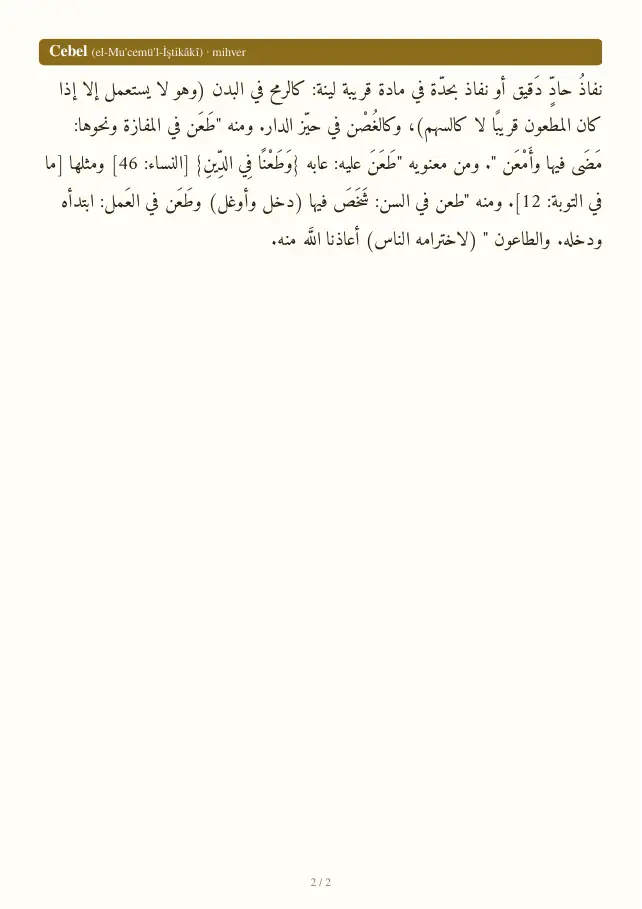 Cebel (el-Mu'cemü'l-İştikākī) · mihver
نفاذُ حادٍّ دَقيق أو نفاذ بحدّة في مادة قريبة لينة: كالرمح في البدن (وهو لا يستعمل إلا إذا
كان المطعون قريبًا لا كالسهم)، وكالغُصْن في حيّز الدار. ومنه "طَعَن في المفازة ونحوها:
مَضَى فيها وأَمْعَن ". ومن معنويه "طَعَنَ عليه: عابه {وَطَعْنًا فِي الدِّينِ} [النساء: 46] ومثلها [ما
في التوبة: 12]. ومنه "طعن في السن: شَخَصَ فيها (دخل وأوغل) وطَعَن في العَمل: ابتدأه
ودخله. والطاعون " (لاخترامه الناس) أعاذنا الله منه.
2 / 2